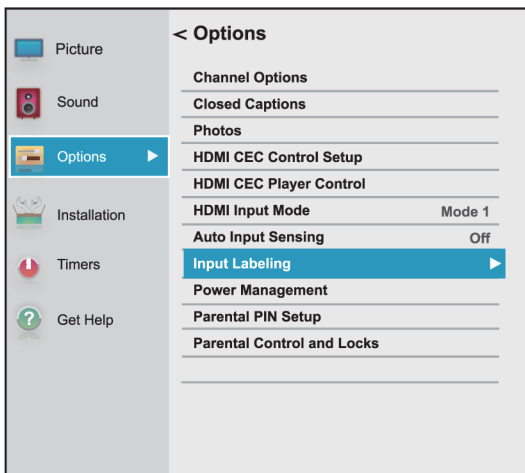 Picture
Sound
Options
Installation
Timers
Get Help
< Options
Channel Options
Closed Captions
Photos
HDMI CEC Control Setup
HDMI CEC Player Control
HDMI Input Mode Mode 1
Auto Input Sensing Off
Input Labeling
Power Management
Parental PIN Setup
Parental Control and Locks